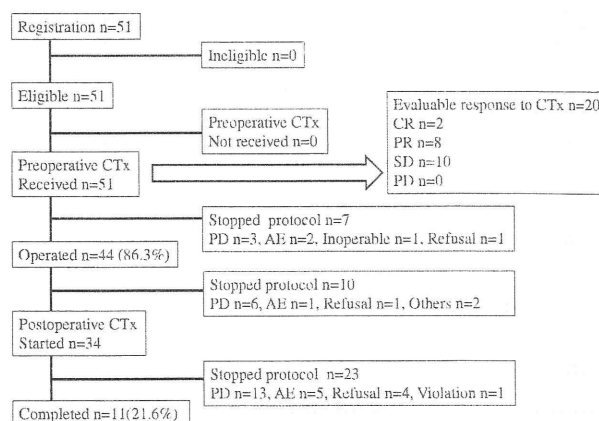 Registration n=51
Ineligible n=0
Eligible n=51
Preoperative CTx
Not received n=0
Evaluable response to CTx n=20
CR n=2
PR n=8
SD n=10
PD n=0
Preoperative CTx
Received n=51
Stopped protocol n=7
PD n=3, AE n=2, Inoperable n=1, Refusal n=1
Operated n=44 (86.3%)
Stopped protocol n=10
PD n=6, AE n=1, Refusal n=1, Others n=2
Postoperative CTx
Started n=34
Stopped protocol n=23
PD n=13, AE n=5, Refusal n=4, Violation n=1
Completed n=11(21.6%)